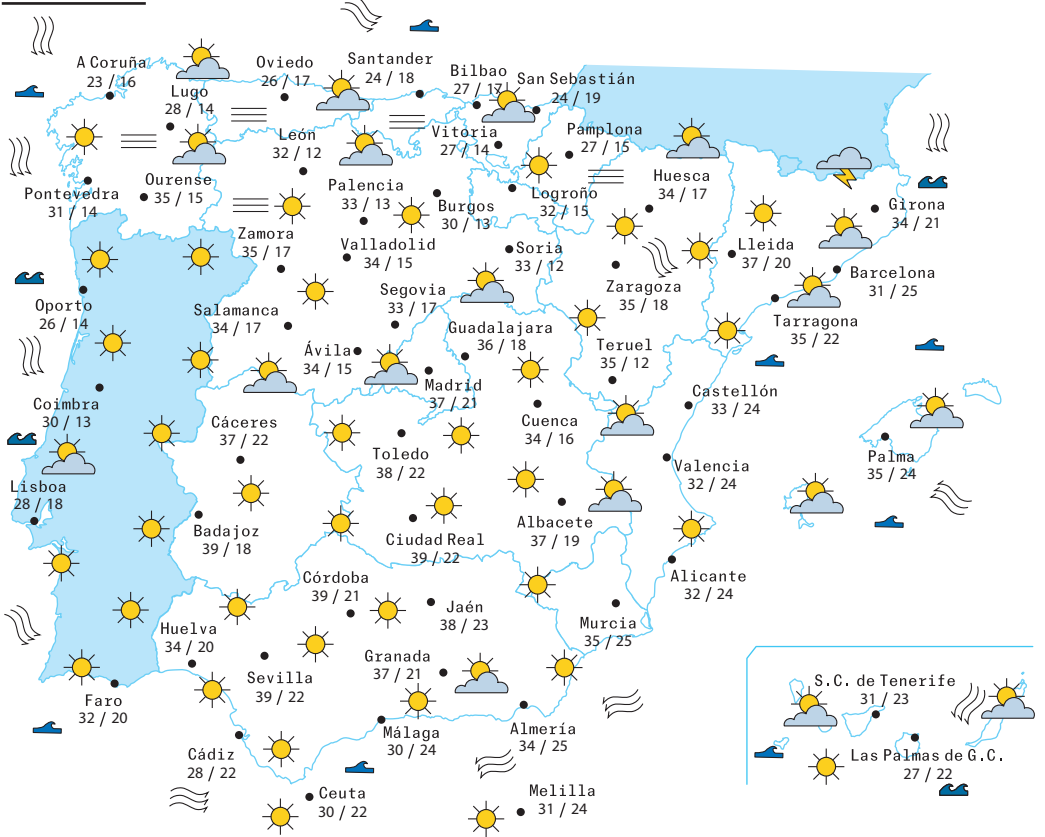 A Coruña
23 / 16
Lugo
28 / 14
Oviedo
26 / 17
Santander
24 / 18
Bilbao
27 / 17
San Sebastián
24 / 19
Vitoria
27 / 14
Pamplona
27 / 15
León
32 / 12
Pontevedra
31 / 14
Ourense
35 / 15
Palencia
33 / 13
Burgos
30 / 13
Logroño
32 / 15
Huesca
34 / 17
Girona
34 / 21
Zamora
35 / 17
Valladolid
34 / 15
Soria
33 / 12
Zaragoza
35 / 18
Lleida
37 / 20
Barcelona
31 / 25
Oporto
26 / 14
Salamanca
34 / 17
Segovia
33 / 17
Guadalajara
36 / 18
Tarragona
35 / 22
Ávila
34 / 15
Madrid
37 / 21
Teruel
35 / 12
Castellón
33 / 24
Coimbra
30 / 13
Cáceres
37 / 22
Toledo
38 / 22
Cuenca
34 / 16
Valencia
32 / 24
Palma
35 / 24
Lisboa
28 / 18
Badajoz
39 / 18
Ciudad Real
39 / 22
Albacete
37 / 19
Alicante
32 / 24
Córdoba
39 / 21
Jaén
38 / 23
Murcia
35 / 25
Huelva
34 / 20
Sevilla
39 / 22
Granada
37 / 21
Faro
32 / 20
Málaga
30 / 24
Almería
34 / 25
Cádiz
28 / 22
Ceuta
30 / 22
Melilla
31 / 24
S.C. de Tenerife
31 / 23
Las Palmas de G.C.
27 / 22